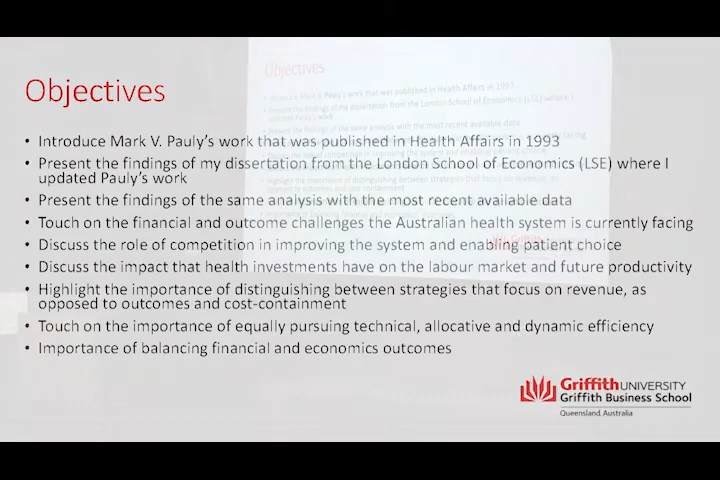 Objectives
• Introduce Mark V. Pauly's work that was published in Health Affairs in 1993
• Present the findings of my dissertation from the London School of Economics (LSE) where I
updated Pauly's work
• Present the findings of the same analysis with the most recent available data
• Touch on the financial and outcome challenges the Australian health system is currently facing
• Discuss the role of competition in improving the system and enabling patient choice
• Discuss the impact that health investments have on the labour market and future productivity
• Highlight the importance of distinguishing between strategies that focus on revenue, as
opposed to outcomes and cost-containment
• Touch on the importance of equally pursuing technical, allocative and dynamic efficiency
• Importance of balancing financial and economics outcomes
Griffith UNIVERSITY
Griffith Business School
Queensland, Australia